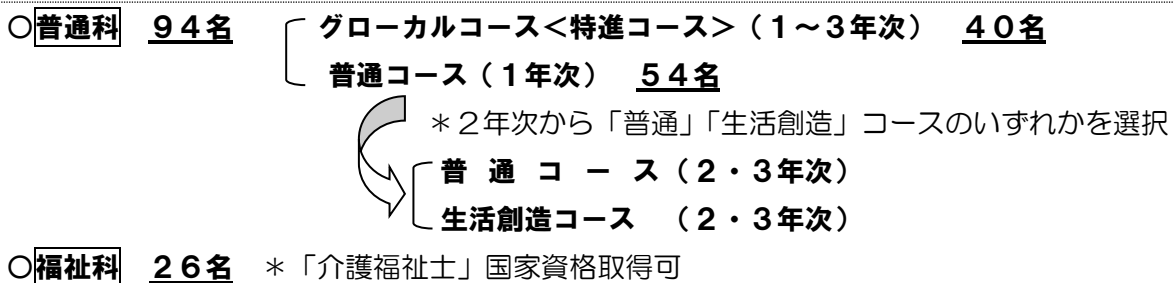 ○普通科 ９４名 グローカルコース＜特進コース＞（１～３年次） ４０名
普通コース（１年次） ５４名
＊２年次から「普通」「生活創造」コースのいずれかを選択
普 通 コ ー ス（２・３年次）
生活創造コース （２・３年次）
○福祉科 ２６名 ＊「介護福祉士」国家資格取得可